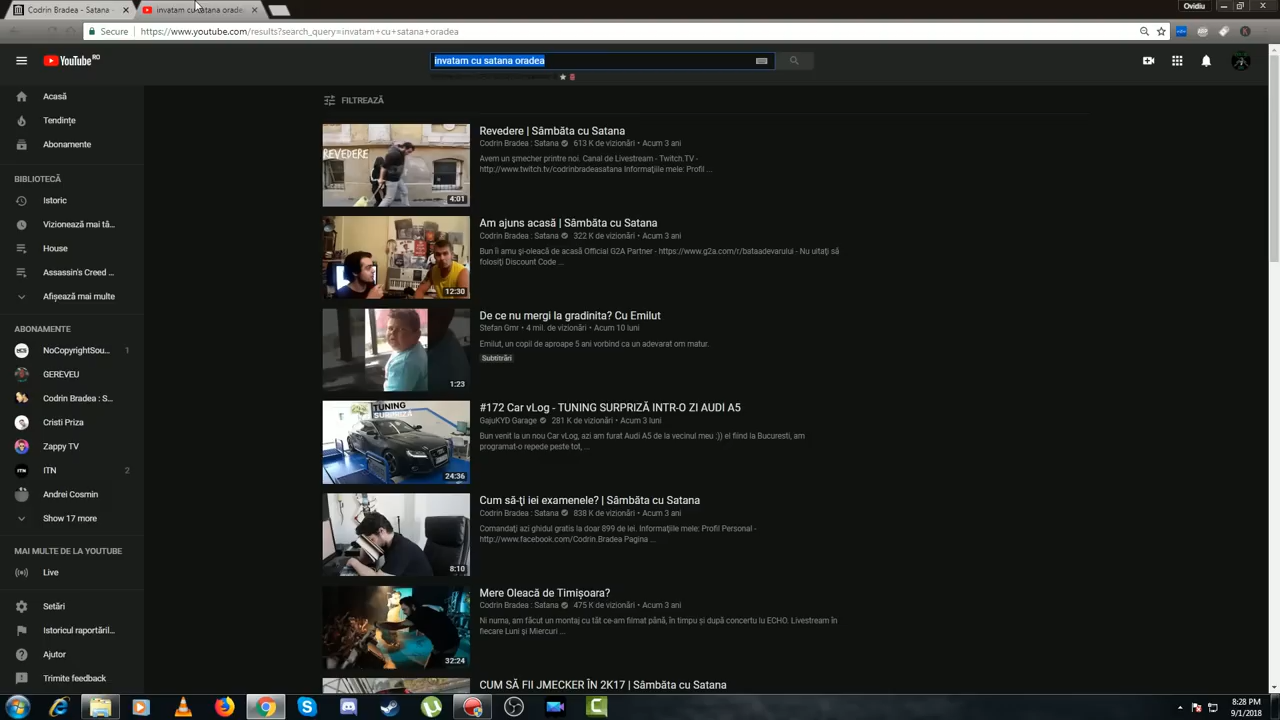 Codrin Bradea - Satana -
invatam cu satana orade
Ovidiu
Secure
https://www.youtube.com/results?search_query=invatam+cu+satana+oradea
YouTube RO
invatam cu satana oradea
FILTREAZĂ
Acasă
Tendințe
Abonamente
BIBLIOTECĂ
Istoric
Vizionează mai tâ...
House
Assassin's Creed ...
Afișează mai multe
ABONAMENTE
NoCopyrightSou... 1
GEREVEU
Codrin Bradea : S...
Cristi Priza
Zappy TV
ITN 2
Andrei Cosmin
Show 17 more
MAI MULTE DE LA YOUTUBE
Live
Setări
Istoricul raportăril...
Ajutor
Trimite feedback
REVEDERE
4:01
Revedere | Sâmbăta cu Satana
Codrin Bradea : Satana 613 K de vizionări • Acum 3 ani
Avem un şmecher printre noi. Canal de Livestream - Twitch.TV -
http://www.twitch.tv/codrinbradeasatana Informaţiile mele: Profil ...
12:30
Am ajuns acasă | Sâmbăta cu Satana
Codrin Bradea : Satana 322 K de vizionări • Acum 3 ani
Bun îi amu şi-oleacă de acasă Official G2A Partner - https://www.g2a.com/r/bataadevarului - Nu uitaţi să
folosiţi Discount Code ...
1:23
De ce nu mergi la gradinita? Cu Emilut
Stefan Gmr • 4 mil. de vizionări • Acum 10 luni
Emilut, un copil de aproape 5 ani vorbind ca un adevarat om matur.
Subtitrări
TUNING
SURPRIZĂ
24:36
#172 Car vLog - TUNING SURPRIZĂ INTR-O ZI AUDI A5
GajuKYD Garage 281 K de vizionări • Acum 3 luni
Bun venit la un nou Car vLog, azi am furat Audi A5 de la vecinul meu :)) el fiind la Bucuresti, am
programat-o repede peste tot, ...
8:10
Cum să-ţi iei examenele? | Sâmbăta cu Satana
Codrin Bradea : Satana 838 K de vizionări • Acum 3 ani
Comandaţi azi ghidul gratis la doar 899 de lei. Informaţiile mele: Profil Personal -
http://www.facebook.com/Codrin.Bradea Pagina ...
32:24
Mere Oleacă de Timișoara?
Codrin Bradea : Satana 475 K de vizionări • Acum 3 ani
Ni numa, am făcut un montaj cu tăt ce-am filmat până, în timpu și după concertu lu ECHO. Livestream în
fiecare Luni și Miercuri ...
CUM SĂ FII JMECKER ÎN 2K17 | Sâmbăta cu Satana
8:28 PM
9/1/2018